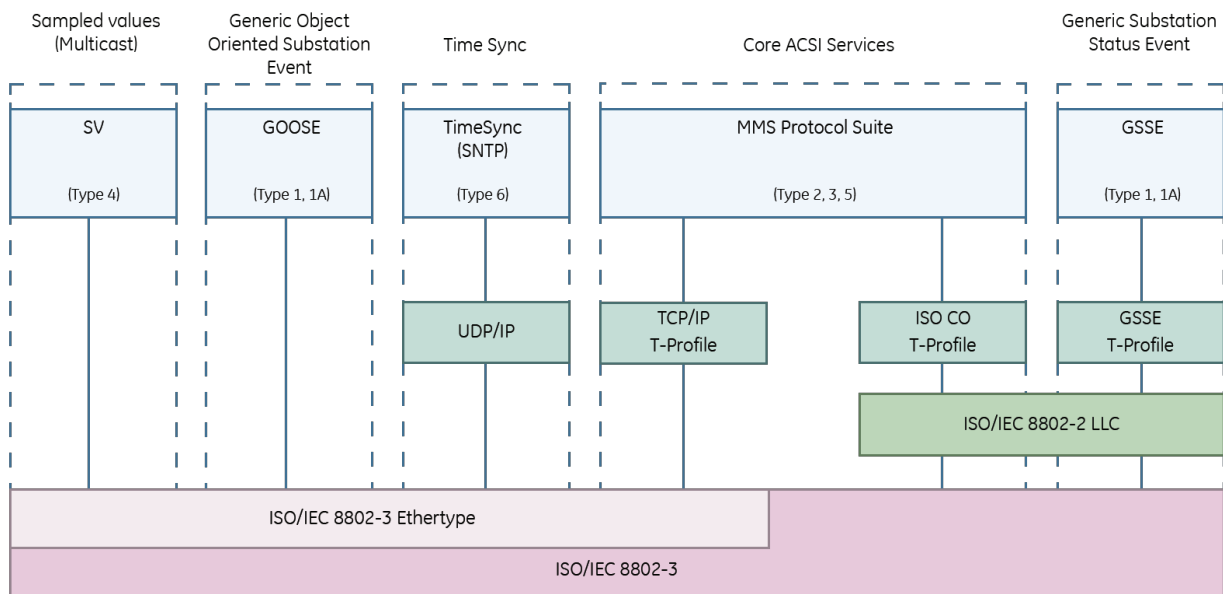 Sampled values
(Multicast)
Generic Object
Oriented Substation
Event
Time Sync
Core ACSI Services
Generic Substation
Status Event
SV
(Type 4)
GOOSE
(Type 1, 1A)
TimeSync
(SNTP)
(Type 6)
MMS Protocol Suite
(Type 2, 3, 5)
GSSE
(Type 1, 1A)
UDP/IP
TCP/IP
T-Profile
ISO CO
T-Profile
GSSE
T-Profile
ISO/IEC 8802-2 LLC
ISO/IEC 8802-3 Ethertype
ISO/IEC 8802-3